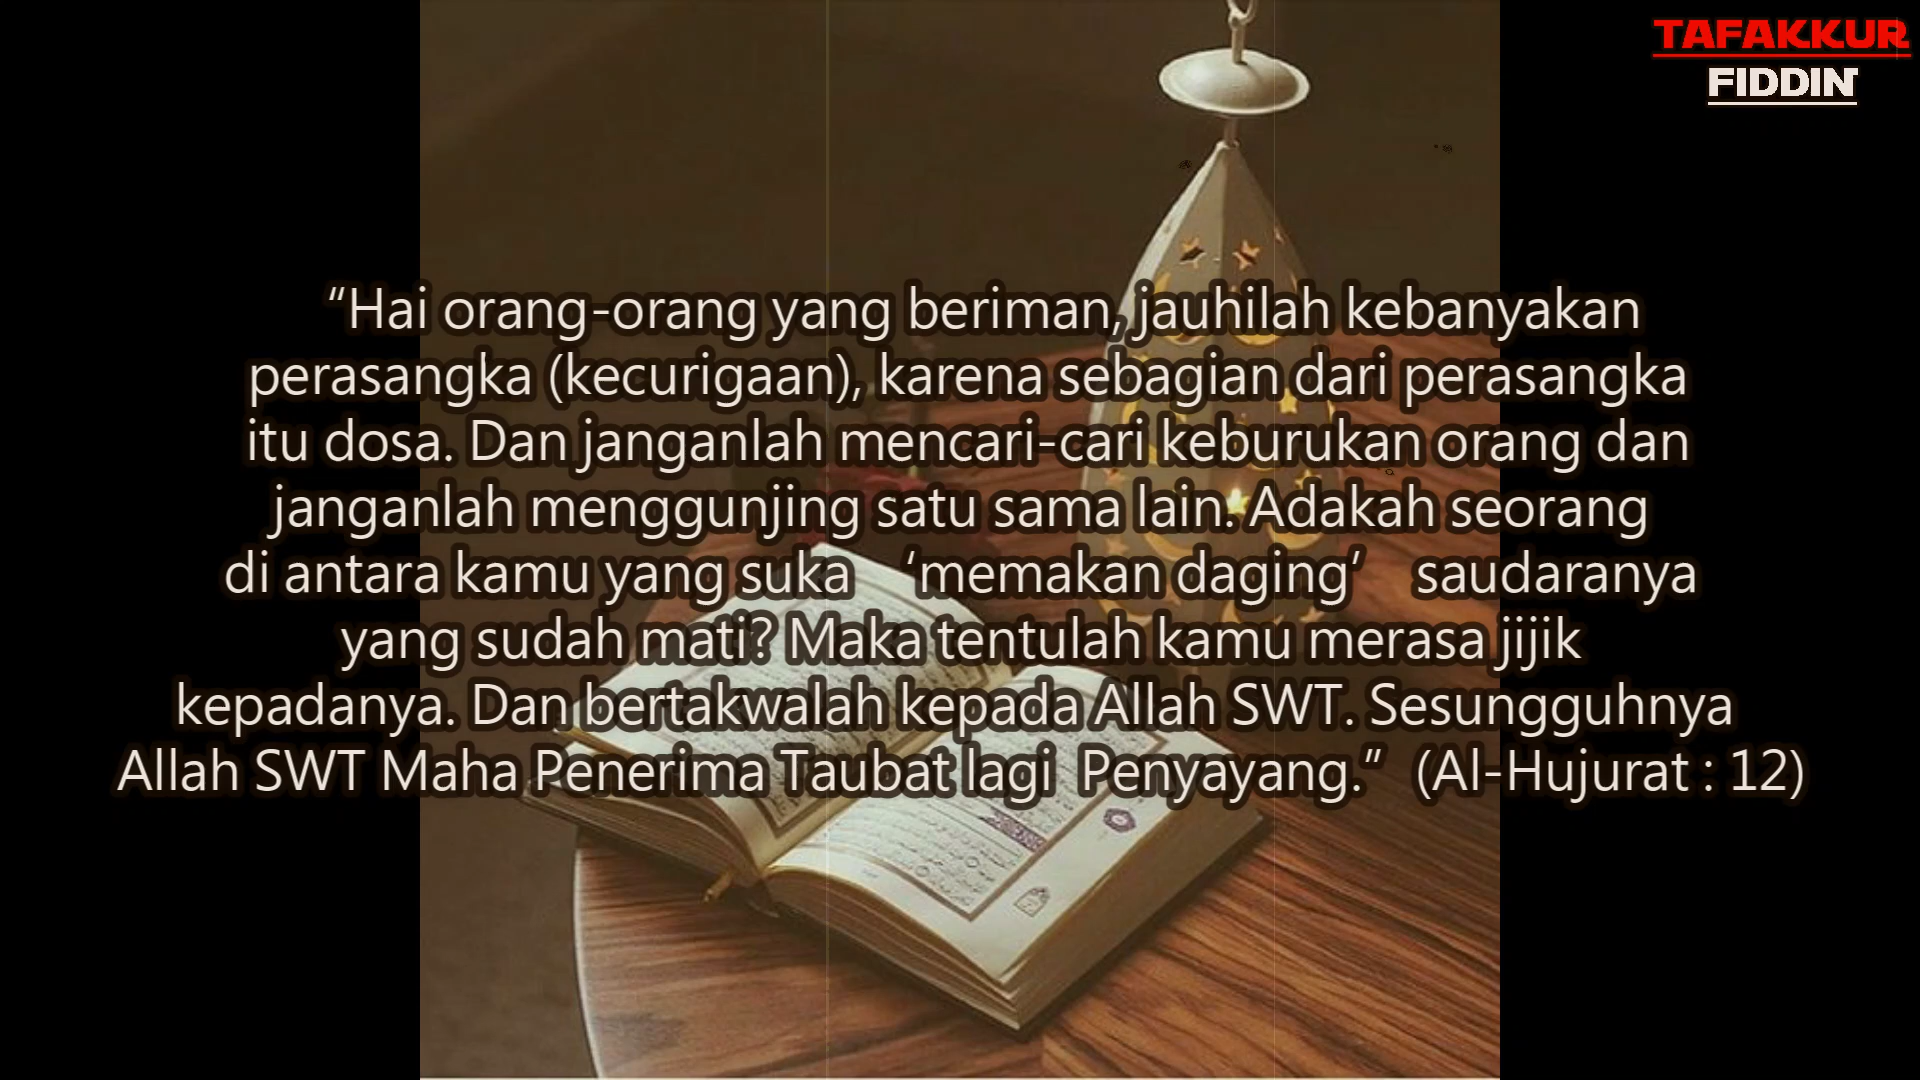 TAFAKKUR
FIDDIN
“Hai orang-orang yang beriman, jauhilah kebanyakan
perasangka (kecurigaan), karena sebagian dari perasangka
itu dosa. Dan janganlah mencari-cari keburukan orang dan
janganlah menggunjing satu sama lain. Adakah seorang
di antara kamu yang suka ‘memakan daging’ saudaranya
yang sudah mati? Maka tentulah kamu merasa jijik
kepadanya. Dan bertakwalah kepada Allah SWT. Sesungguhnya
Allah SWT Maha Penerima Taubat lagi Penyayang.” (Al-Hujurat : 12)